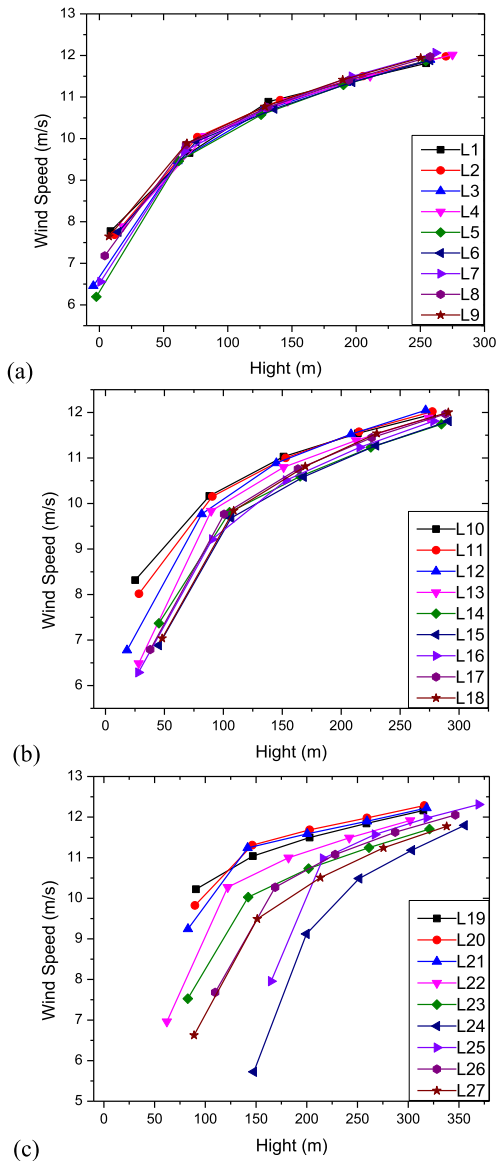 12
11
10
9
8
7
6
Wind Speed (m/s)
L1
L2
L3
L4
L5
L6
L7
L8
L9
0
50
100
150
200
250
300
Hight (m)
(a)
12
11
10
9
8
7
6
Wind Speed (m/s)
L10
L11
L12
L13
L14
L15
L16
L17
L18
0
50
100
150
200
250
300
Hight (m)
(b)
13
12
11
10
9
8
7
6
5
Wind Speed (m/s)
L19
L20
L21
L22
L23
L24
L25
L26
L27
0
50
100
150
200
250
300
350
Hight (m)
(c)